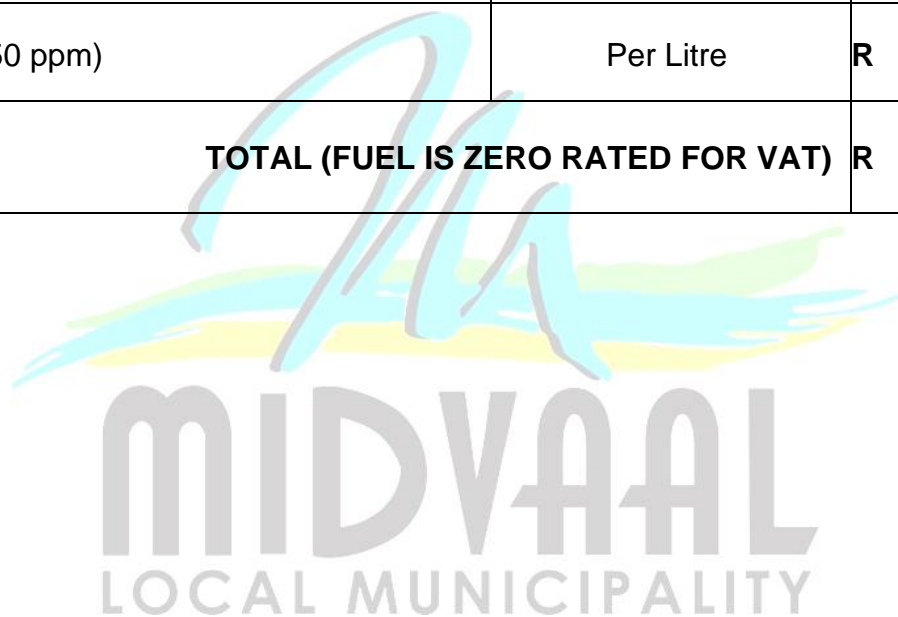 0 ppm) Per Litre R
TOTAL (FUEL IS ZERO RATED FOR VAT) R
MIDVAAL
LOCAL MUNICIPALITY